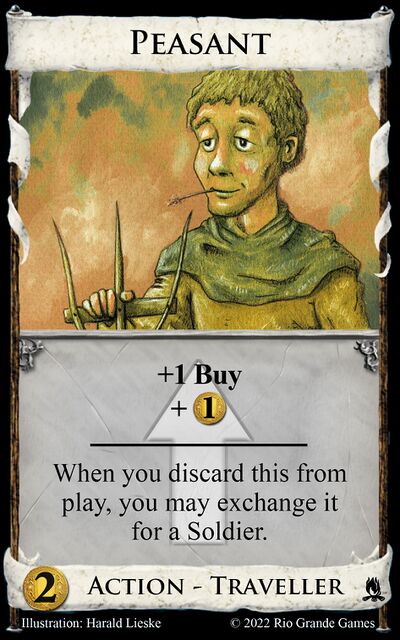 Peasant
+1 Buy
+ 1
When you discard this from
play, you may exchange it
for a Soldier.
2 Action - Traveller
Illustration: Harald Lieske © 2022 Rio Grande Games